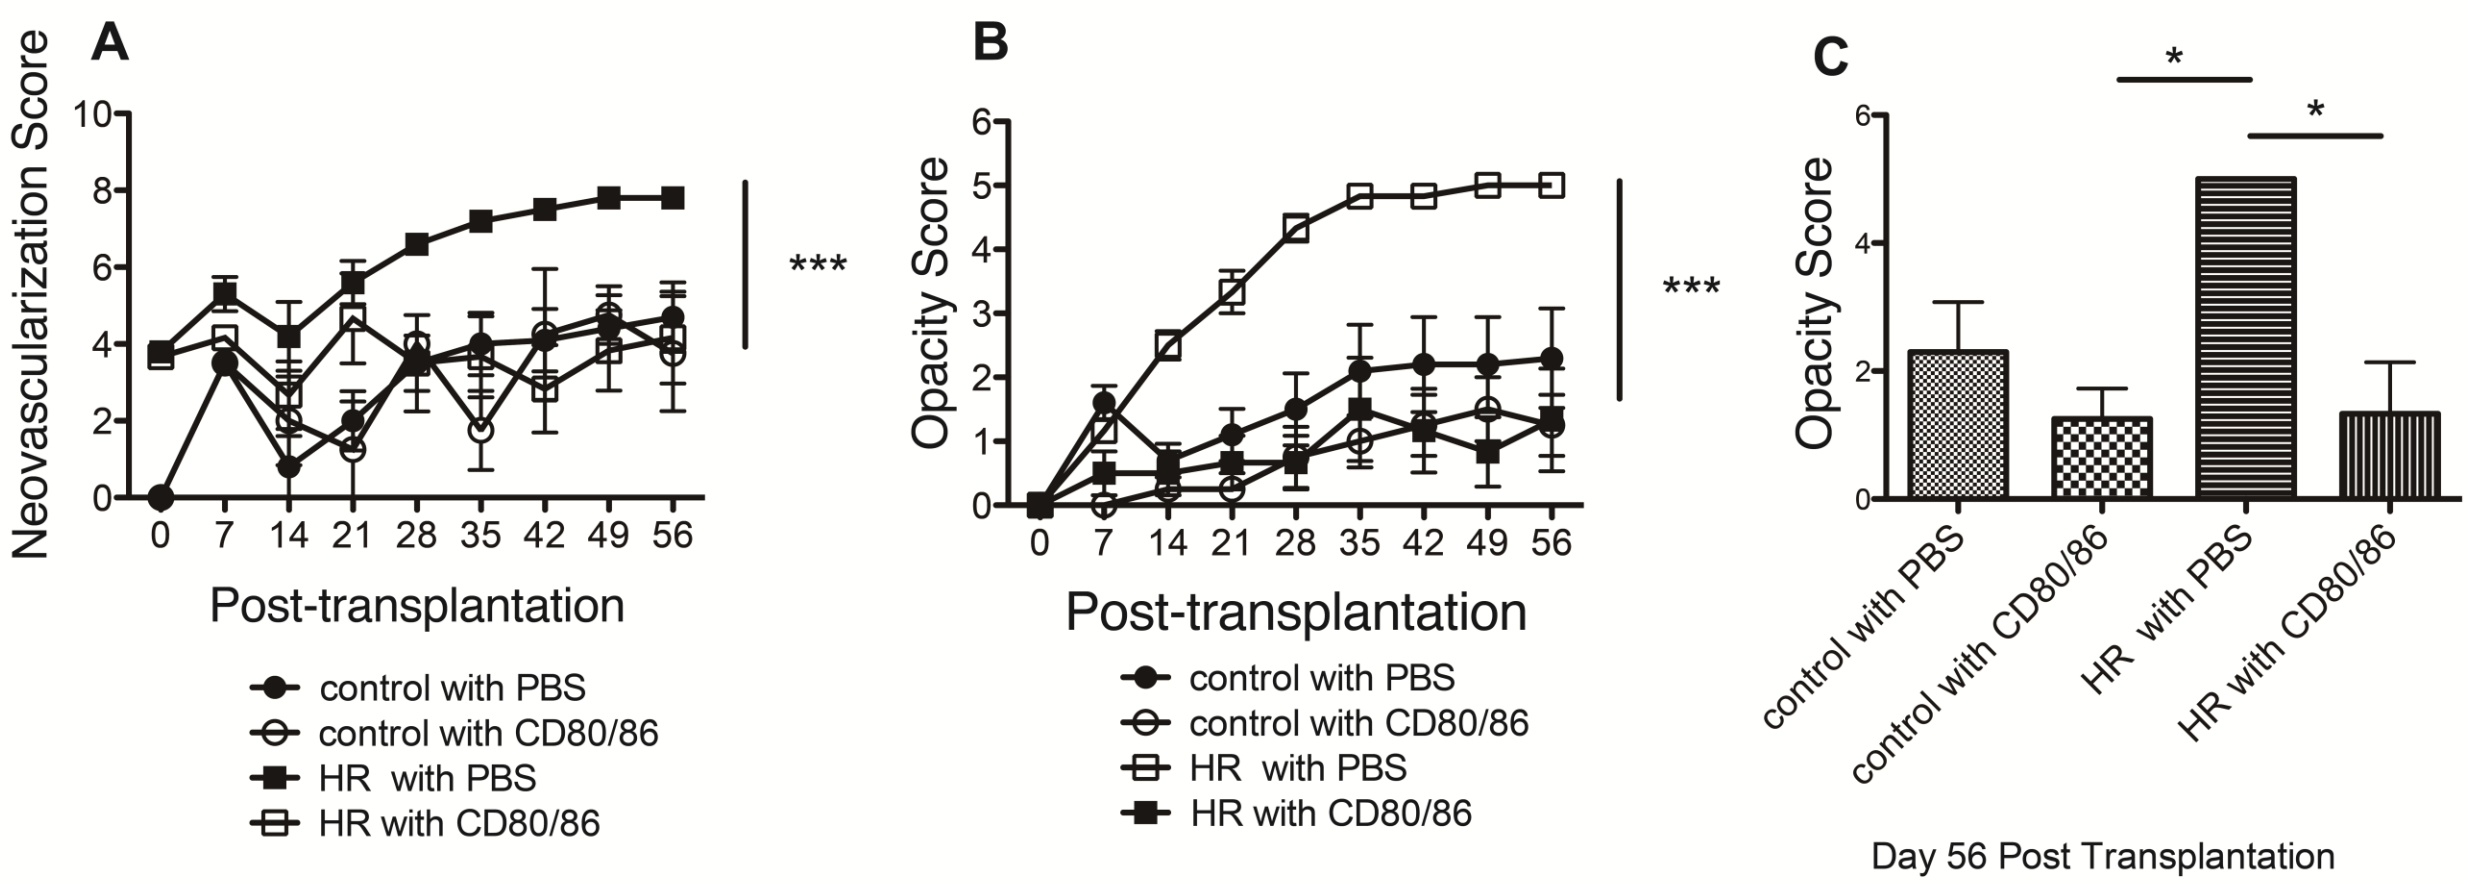 A
Neovascularization Score
10
8
6
4
2
0
0 7 14 21 28 35 42 49 56
***
Post-transplantation
control with PBS
control with CD80/86
HR with PBS
HR with CD80/86
B
Opacity Score
6
5
4
3
2
1
0
0 7 14 21 28 35 42 49 56
***
Post-transplantation
control with PBS
control with CD80/86
HR with PBS
HR with CD80/86
C
*
*
Opacity Score
6
4
2
0
control with PBS
control with CD80/86
HR with PBS
HR with CD80/86
Day 56 Post Transplantation